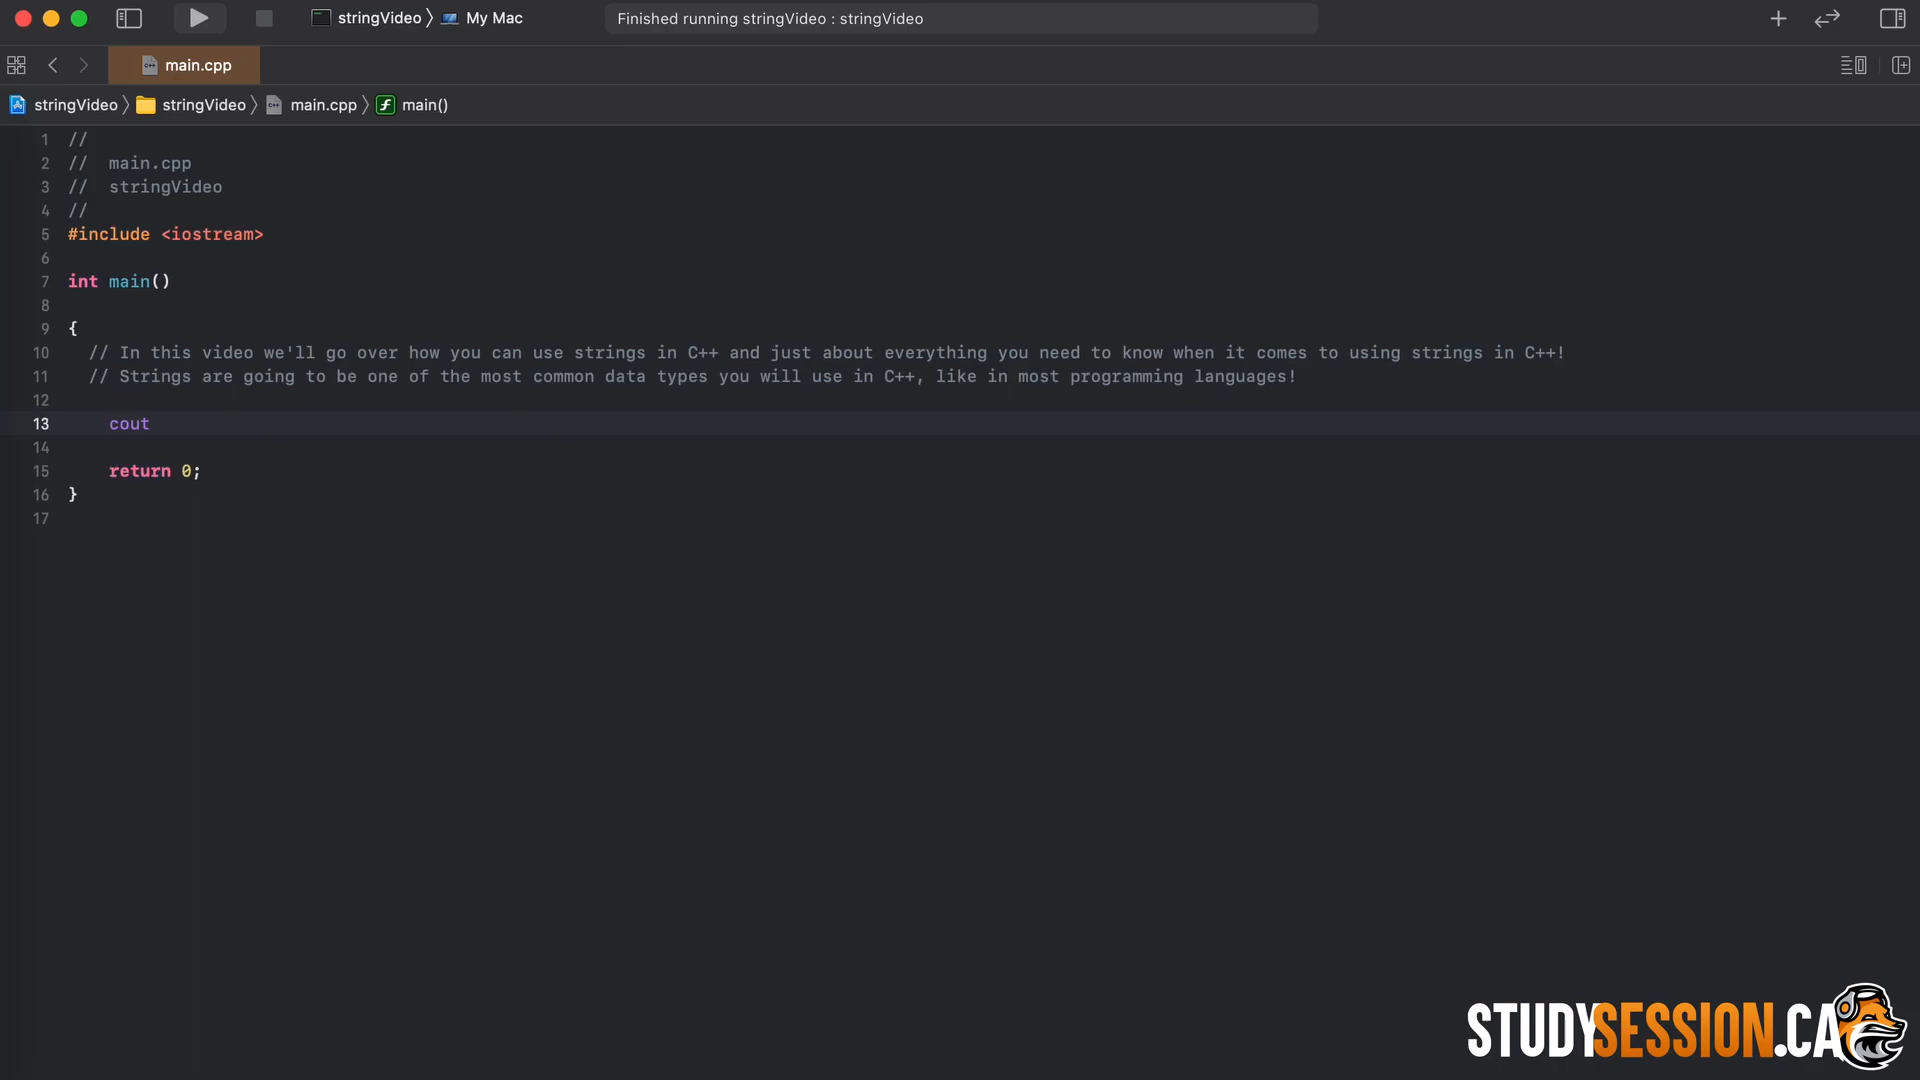 stringVideo 〉 My Mac
Finished running stringVideo : stringVideo
main.cpp
stringVideo 〉 stringVideo 〉 main.cpp 〉 main()
1 //
2 //  main.cpp
3 //  stringVideo
4 //
5 #include <iostream>
6
7 int main()
8
9 {
10   // In this video we'll go over how you can use strings in C++ and just about everything you need to know when it comes to using strings in C++!
11   // Strings are going to be one of the most common data types you will use in C++, like in most programming languages!
12
13     cout
14
15     return 0;
16 }
17
STUDYSESSION.CA